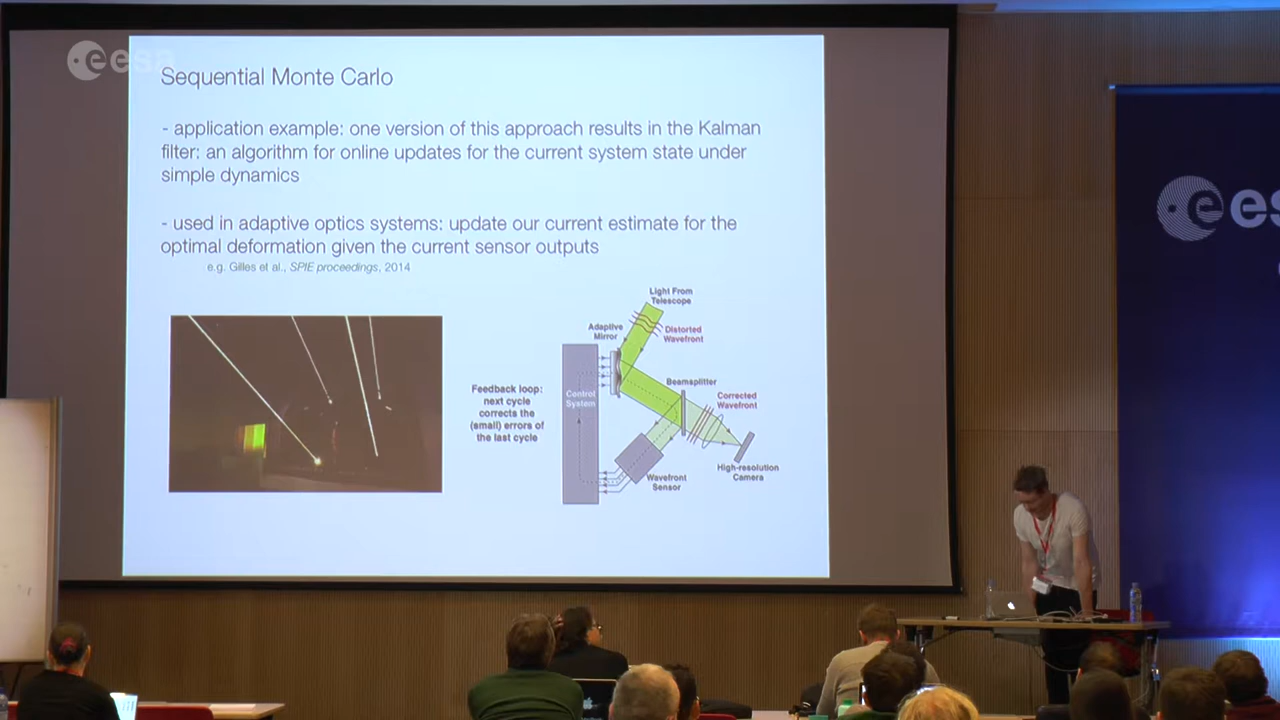 esa
Sequential Monte Carlo
- application example: one version of this approach results in the Kalman
filter: an algorithm for online updates for the current system state under
simple dynamics
- used in adaptive optics systems: update our current estimate for the
optimal deformation given the current sensor outputs
e.g. Gilles et al., SPIE proceedings, 2014
Light From
Telescope
Adaptive
Mirror
Distorted
Wavefront
Beamsplitter
Feedback loop:
next cycle
corrects the
(small) errors of
the last cycle
Control
System
Corrected
Wavefront
High-resolution
Camera
Wavefront
Sensor
es